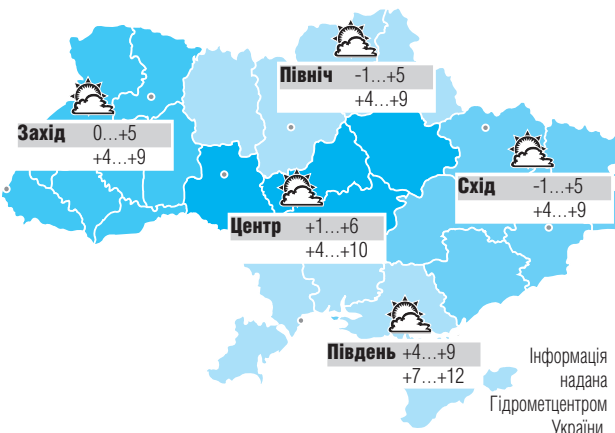 Північ -1...+5
+4...+9
Захід 0...+5
+4...+9
Схід -1...+5
+4...+9
Центр +1...+6
+4...+10
Південь +4...+9
+7...+12
Інформація
надана
Гідрометцентром
України.